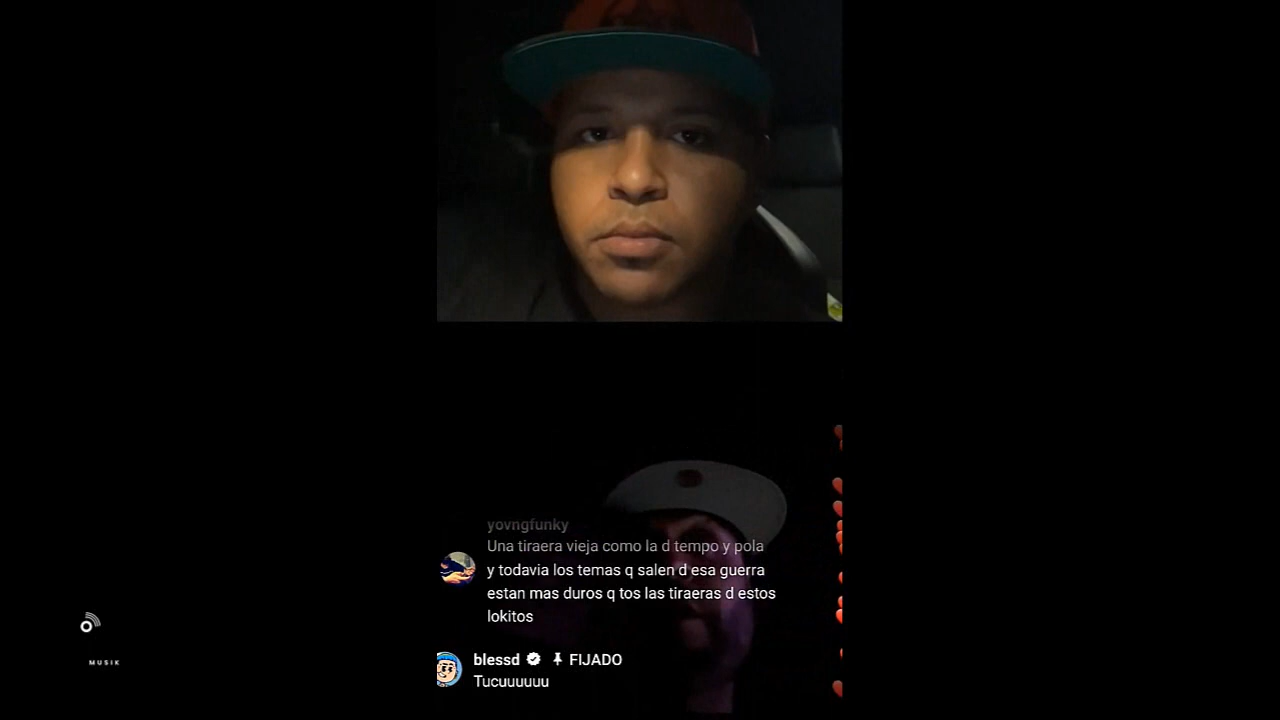 yovngfunky
Una tiraera vieja como la d tempo y pola
y todavia los temas q salen d esa guerra
estan mas duros q tos las tiraeras d estos
lokitos
blessd FIJADO
Tucuuuuuu
MUSIK